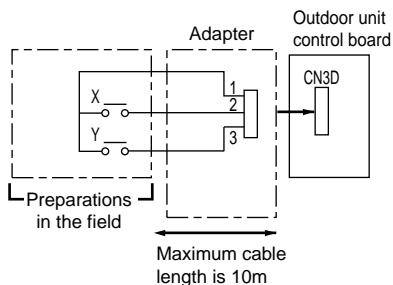 Adapter
Outdoor unit
control board
CN3D
X
Y
1
2
3
Preparations
in the field
Maximum cable
length is 10m